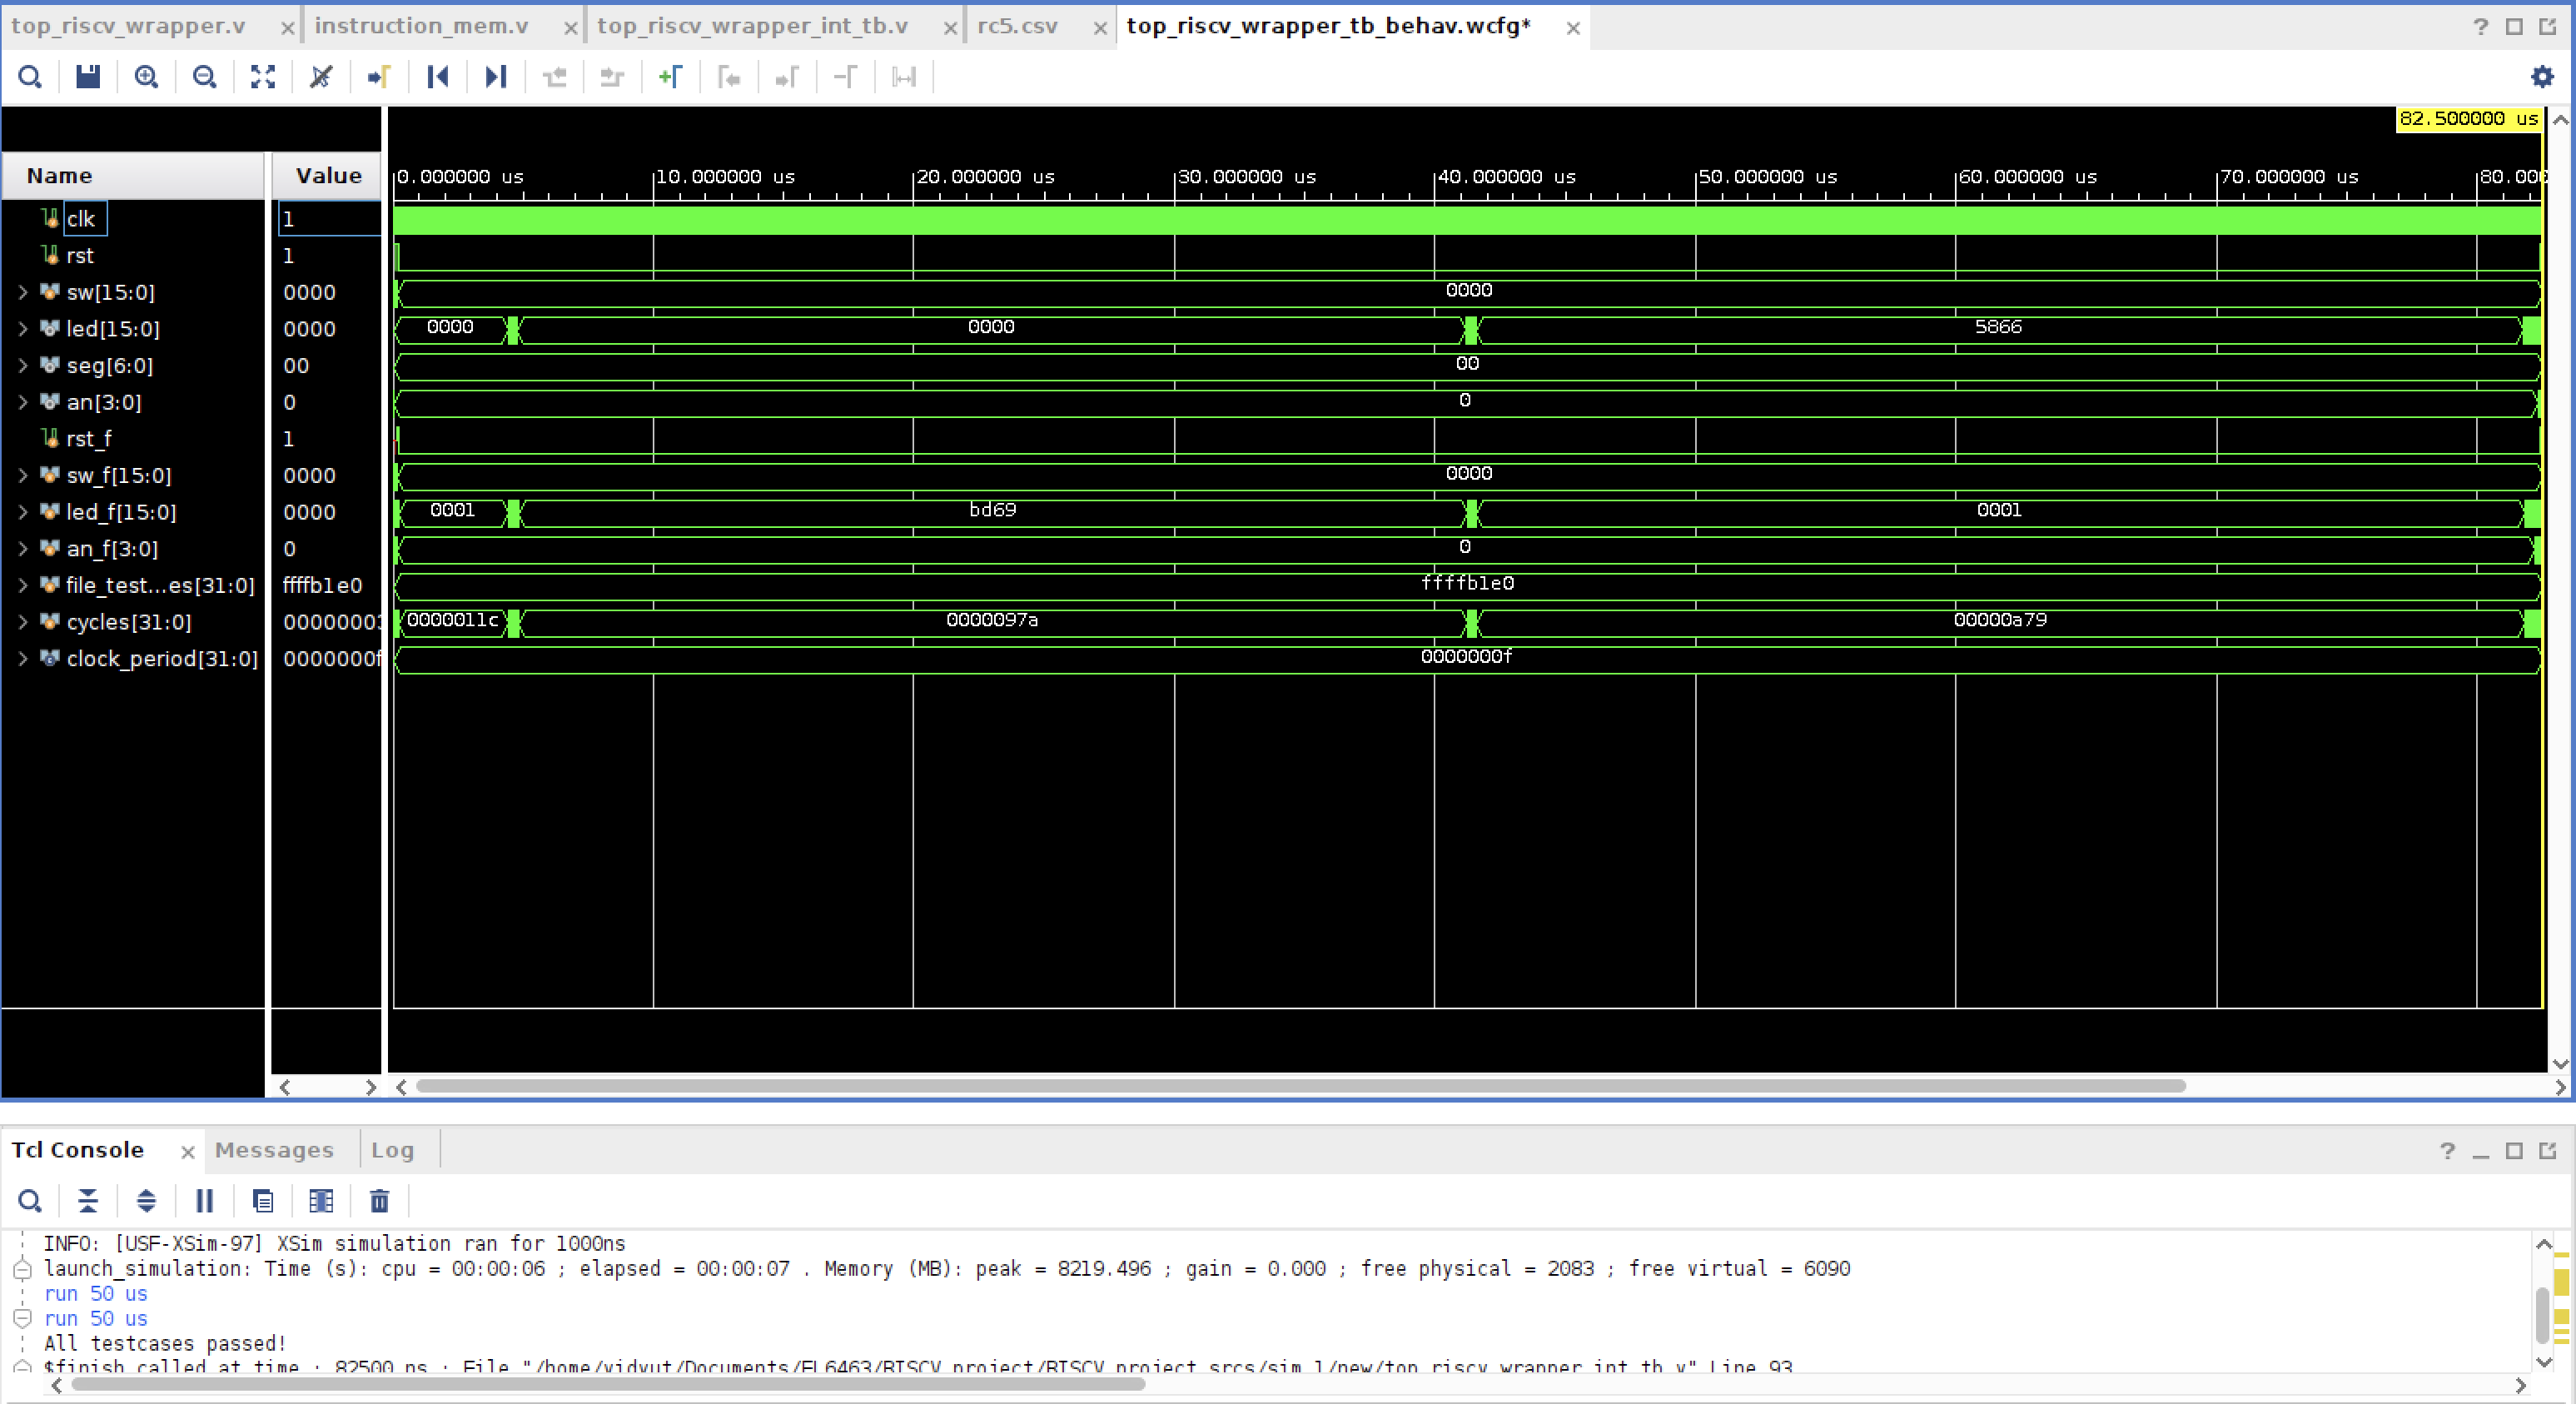 top_riscv_wrapper.v × instruction_mem.v × top_riscv_wrapper_int_tb.v × rc5.csv × top_riscv_wrapper_tb_behav.wcfg* ×
82.500000 us
Name Value 0.000000 us 10.000000 us 20.000000 us 30.000000 us 40.000000 us 50.000000 us 60.000000 us 70.000000 us 80.000
clk 1
rst 1
sw[15:0] 0000 0000
led[15:0] 0000 0000 0000 5866
seg[6:0] 00 00
an[3:0] 0 0
rst_f 1
sw_f[15:0] 0000 0000
led_f[15:0] 0000 0001 bd69 0001
an_f[3:0] 0 0
file_test...es[31:0] ffffb1e0 ffffb1e0
cycles[31:0] 00000003 0000011c 0000097a 00000a79
clock_period[31:0] 0000000f 0000000f
Tcl Console × Messages Log
INFO: [USF-XSim-97] XSim simulation ran for 1000ns
launch_simulation: Time (s): cpu = 00:00:06 ; elapsed = 00:00:07 . Memory (MB): peak = 8219.496 ; gain = 0.000 ; free physical = 2083 ; free virtual = 6090
run 50 us
run 50 us
All testcases passed!
$finish called at time : 82500 ns : File "/home/vidyut/Documents/EL6463/RISCV_project/RISCV_project.srcs/sim_1/new/top_riscv_wrapper_int_tb.v" Line 93